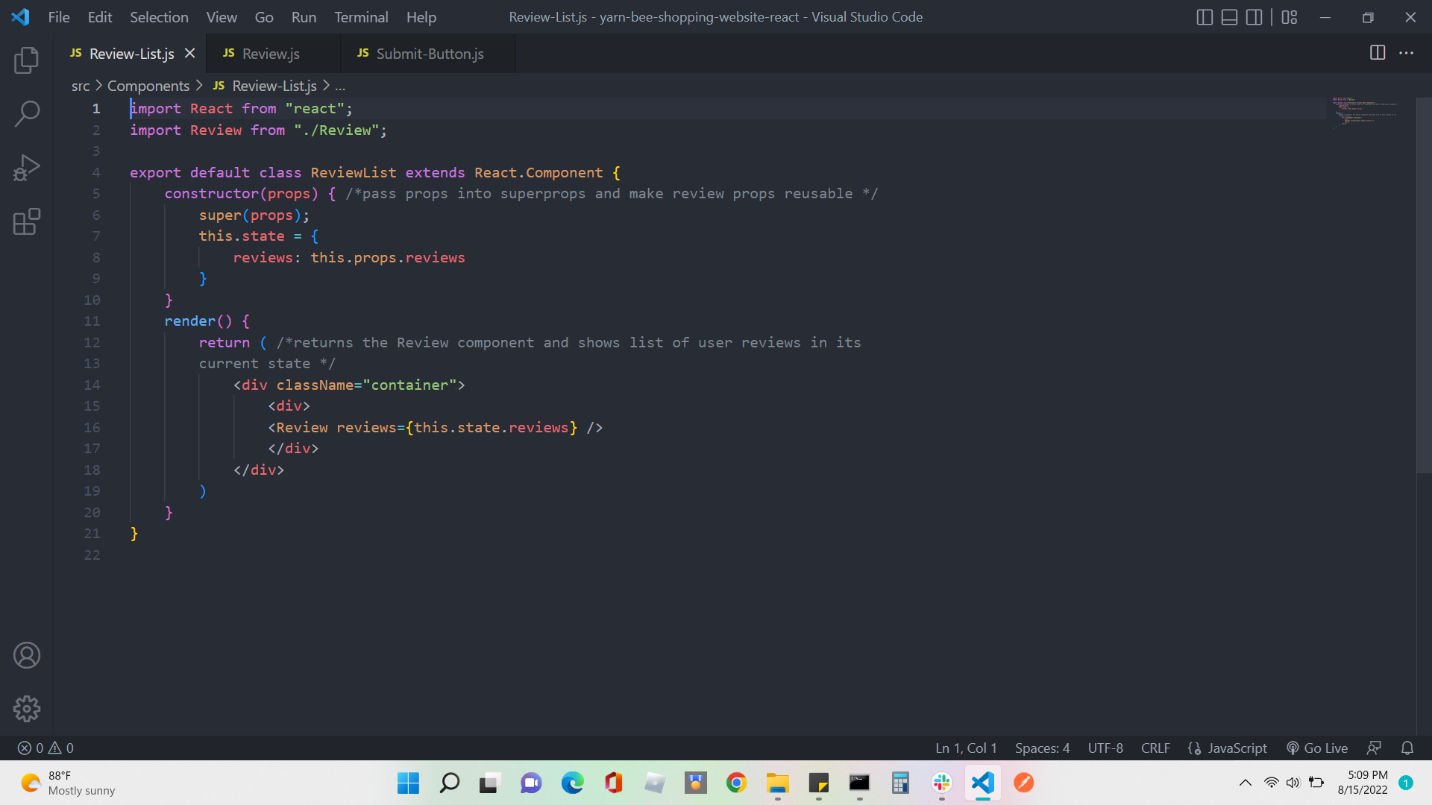 File Edit Selection View Go Run Terminal Help Review-List.js - yarn-bee-shopping-website-react - Visual Studio Code
JS Review-List.js JS Review.js JS Submit-Button.js
src > Components > JS Review-List.js > ...
1 import React from "react";
2 import Review from "./Review";
3
4 export default class ReviewList extends React.Component {
5 constructor(props) { /*pass props into superprops and make review props reusable */
6 super(props);
7 this.state = {
8 reviews: this.props.reviews
9 }
10 }
11 render() {
12 return ( /*returns the Review component and shows list of user reviews in its
13 current state */
14 <div className="container">
15 <div>
16 <Review reviews={this.state.reviews} />
17 </div>
18 </div>
19 )
20 }
21 }
22
0 0 Ln 1, Col 1 Spaces: 4 UTF-8 CRLF JavaScript Go Live
88°F
Mostly sunny
5:09 PM
8/15/2022
1